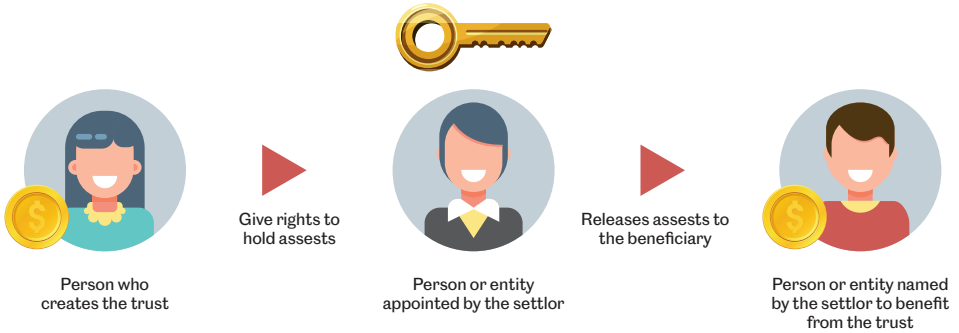 Give rights to
hold assests
Releases assests to
the beneficiary
Person who
creates the trust
Person or entity
appointed by the settlor
Person or entity named
by the settlor to benefit
from the trust
$
$